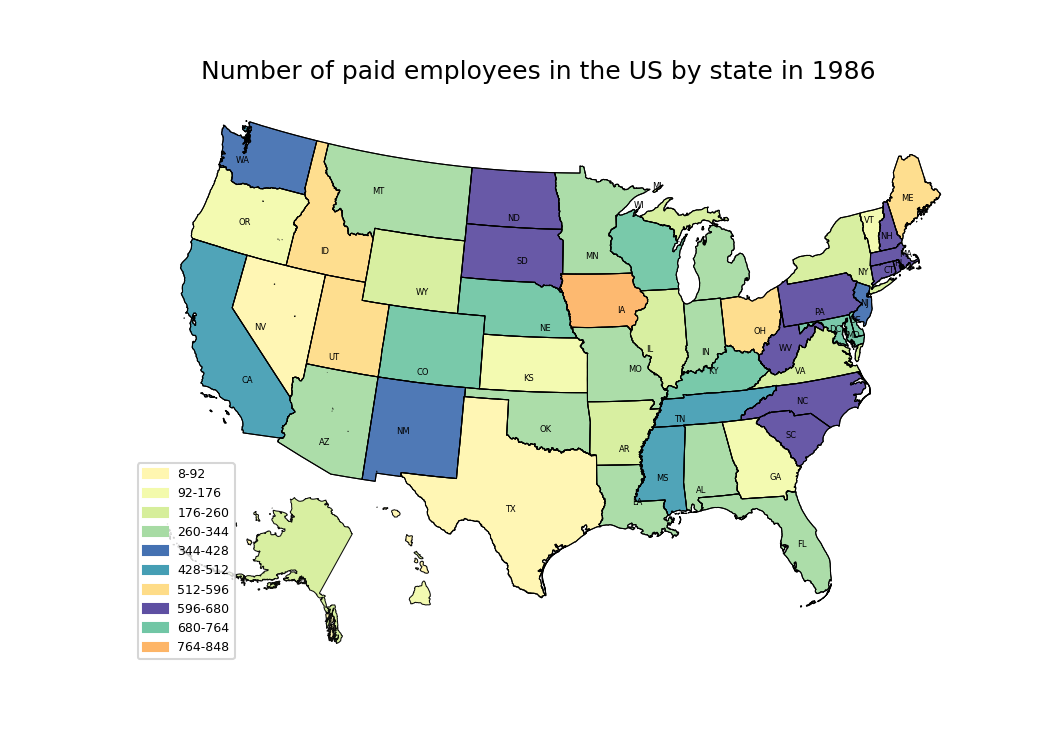 Number of paid employees in the US by state in 1986
WA
MT
ND
MI
ME
OR
ID
WI
VT
NH
SD
MN
NY
CT
WY
NE
IA
PA
NJ
NV
UT
CO
KS
MO
IL
IN
OH
WV
KY
VA
DC
MD
CA
AZ
NM
OK
AR
TN
NC
SC
TX
MS
AL
GA
LA
FL
8-92
92-176
176-260
260-344
344-428
428-512
512-596
596-680
680-764
764-848